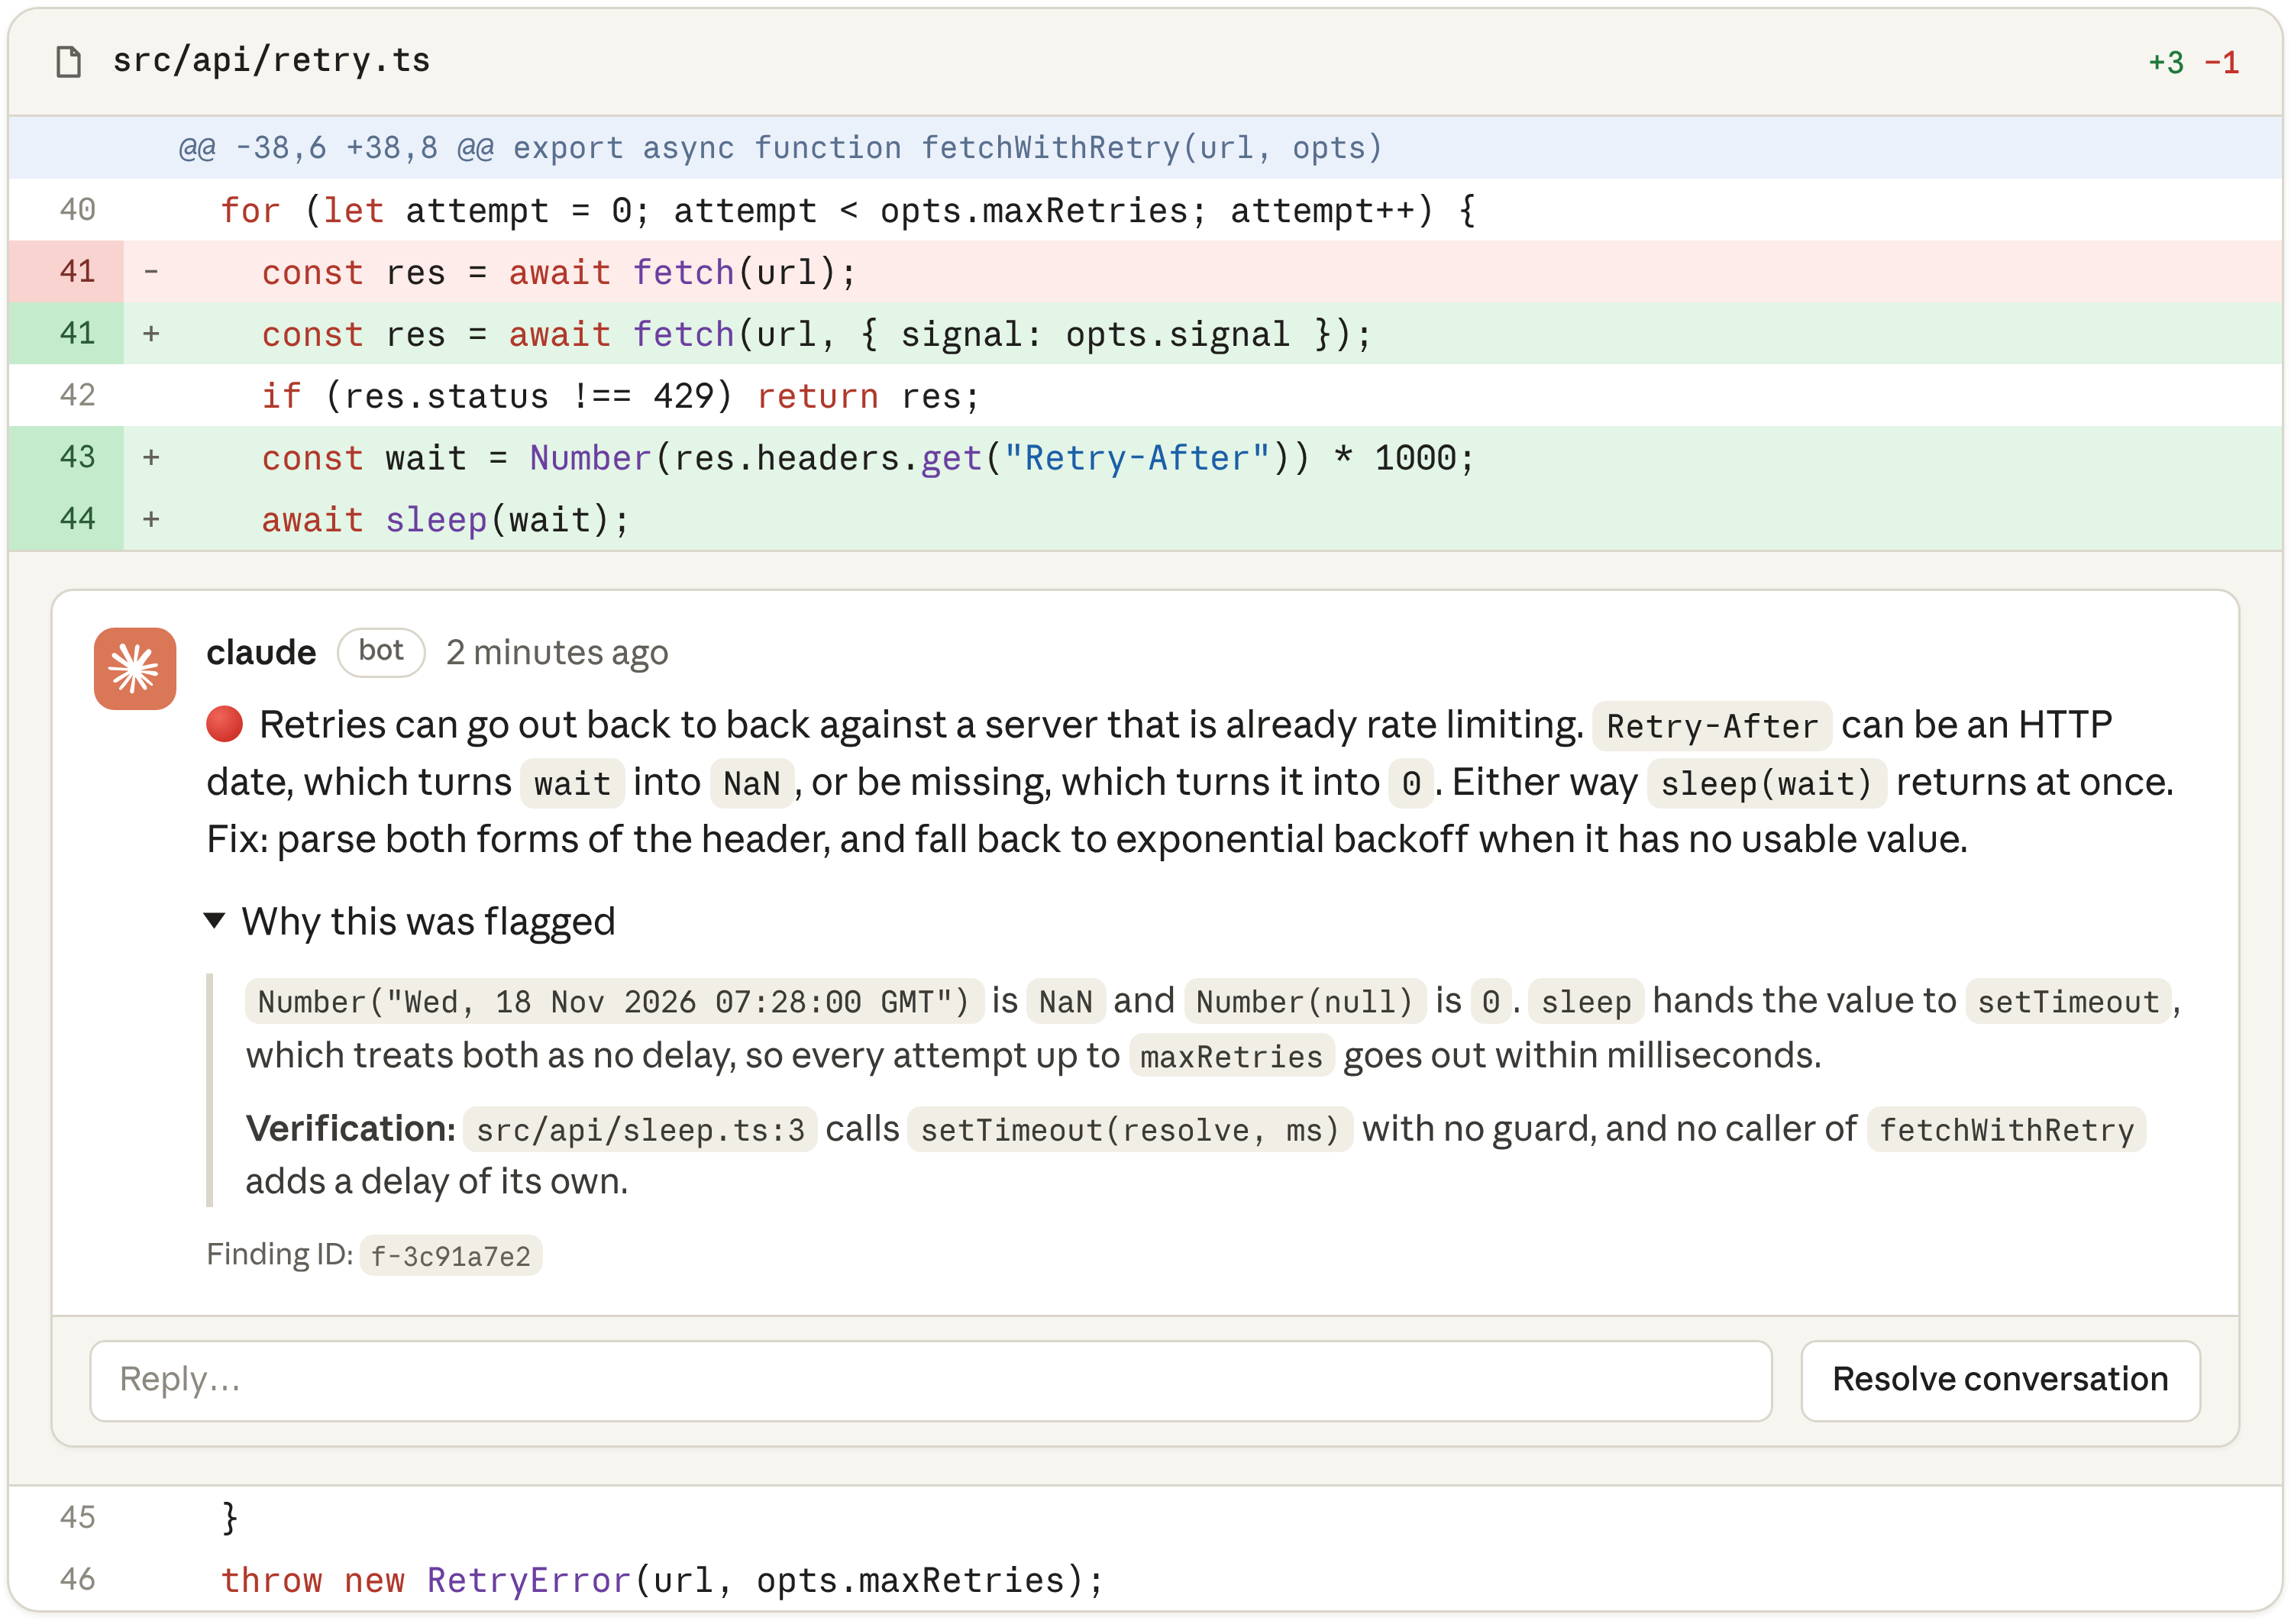 src/api/retry.ts +3 -1
@@ -38,6 +38,8 @@ export async function fetchWithRetry(url, opts)
40 for (let attempt = 0; attempt < opts.maxRetries; attempt++) {
41 - const res = await fetch(url);
41 + const res = await fetch(url, { signal: opts.signal });
42 if (res.status !== 429) return res;
43 + const wait = Number(res.headers.get("Retry-After")) * 1000;
44 + await sleep(wait);
claude bot 2 minutes ago
🔴 Retries can go out back to back against a server that is already rate limiting. Retry-After can be an HTTP
date, which turns wait into NaN, or be missing, which turns it into 0. Either way sleep(wait) returns at once.
Fix: parse both forms of the header, and fall back to exponential backoff when it has no usable value.
▼ Why this was flagged
Number("Wed, 18 Nov 2026 07:28:00 GMT") is NaN and Number(null) is 0. sleep hands the value to setTimeout,
which treats both as no delay, so every attempt up to maxRetries goes out within milliseconds.
Verification: src/api/sleep.ts:3 calls setTimeout(resolve, ms) with no guard, and no caller of fetchWithRetry
adds a delay of its own.
Finding ID: f-3c91a7e2
Reply... Resolve conversation
45 }
46 throw new RetryError(url, opts.maxRetries);